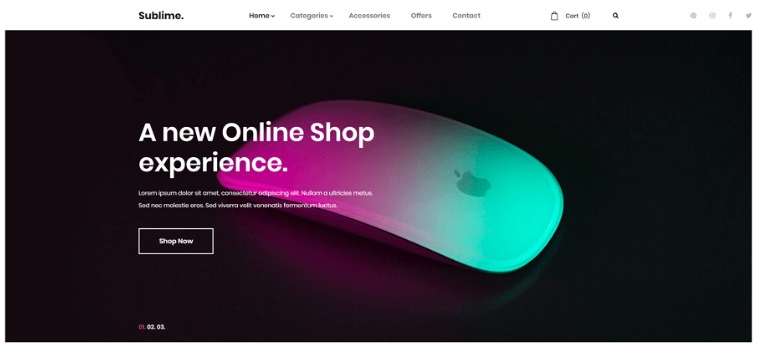 Sublime.
Home Categories Accessories Offers Contact Cart (0)
A new Online Shop
experience.
Lorem ipsum dolor sit amet, consectetur adipiscing elit. Nullam a ultricies metus.
Sed nec molestie eros. Sed viverra velit venenatis fermentum luctus.
Shop Now
01. 02. 03.